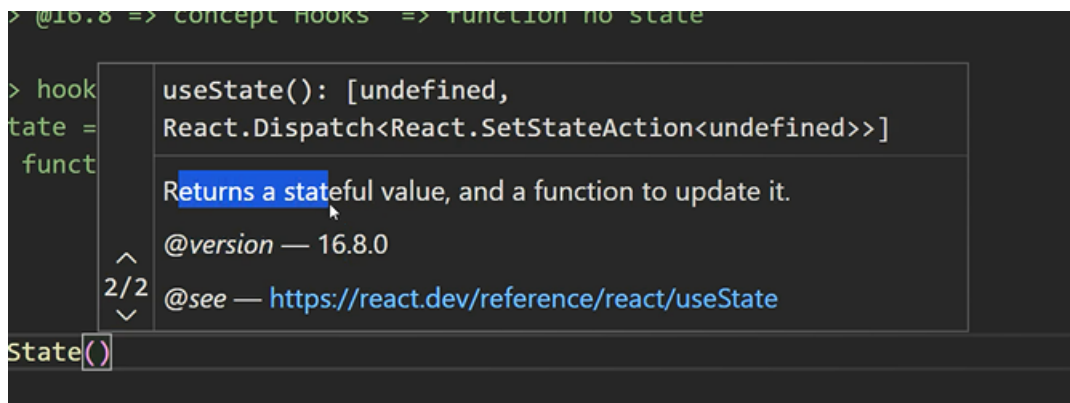 > @16.8 => concept Hooks => function no state
> hook
useState(): [undefined,
tate =
React.Dispatch<React.SetStateAction<undefined>>]
funct
Returns a stateful value, and a function to update it.
@version — 16.8.0
2/2
@see — https://react.dev/reference/react/useState
State()